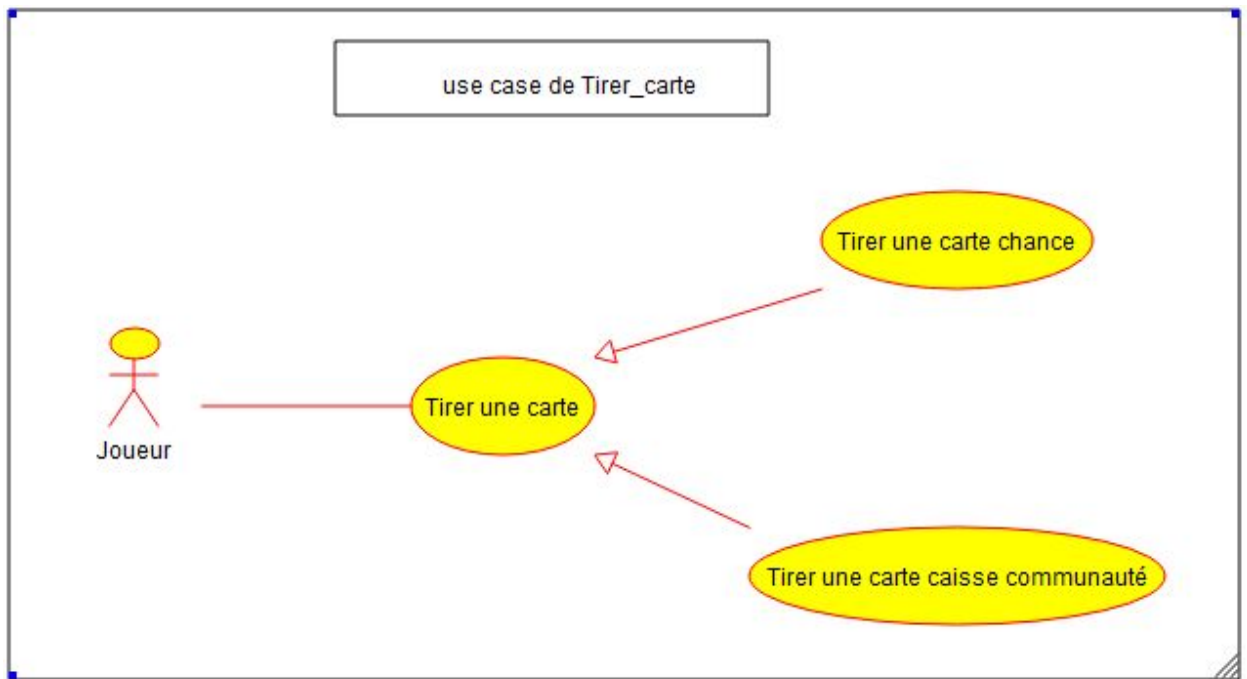 use case de Tirer_carte
Tirer une carte chance
Tirer une carte
Joueur
Tirer une carte caisse communauté